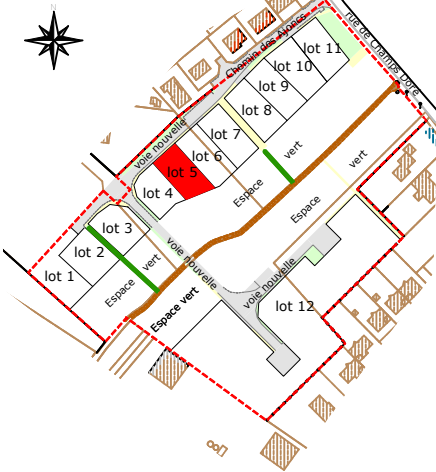 N
rue de Champs Doré
Chemin des Ajoncs
lot 11
lot 10
lot 9
lot 8
lot 7
lot 6
lot 5
lot 4
voie nouvelle
vert
vert
Espace
Espace
lot 3
lot 2
lot 1
vert
Espace
voie nouvelle
voie nouvelle
Espace vert
lot 12